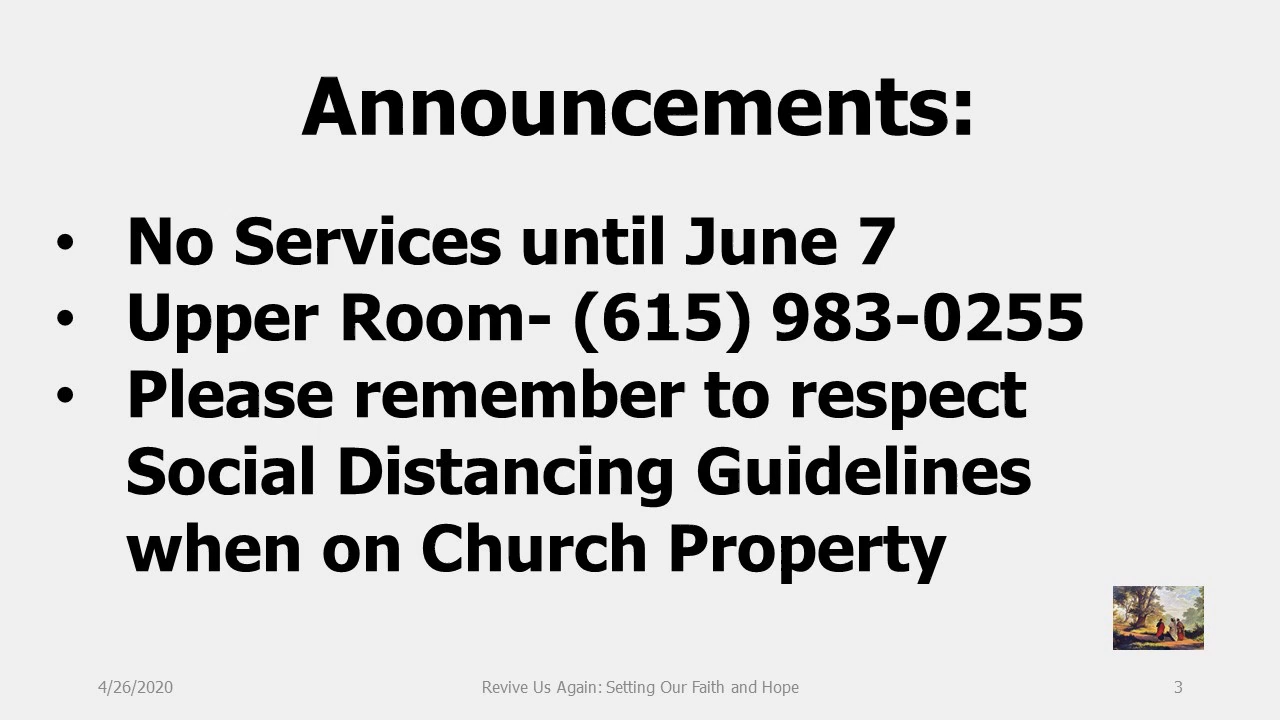 Announcements:
• No Services until June 7
• Upper Room- (615) 983-0255
• Please remember to respect
Social Distancing Guidelines
when on Church Property
4/26/2020
Revive Us Again: Setting Our Faith and Hope
3